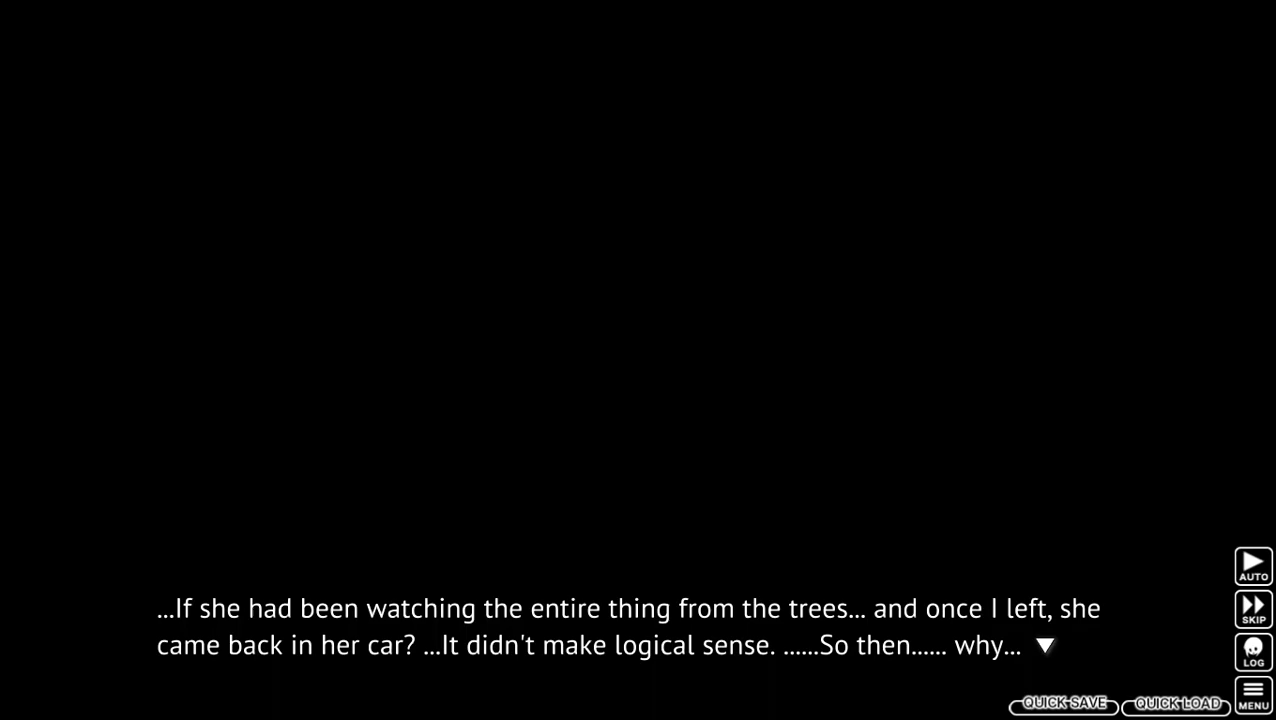 ...If she had been watching the entire thing from the trees... and once I left, she
came back in her car? ...It didn't make logical sense. ......So then...... why...
AUTO
SKIP
LOG
MENU
QUICK SAVE QUICK LOAD